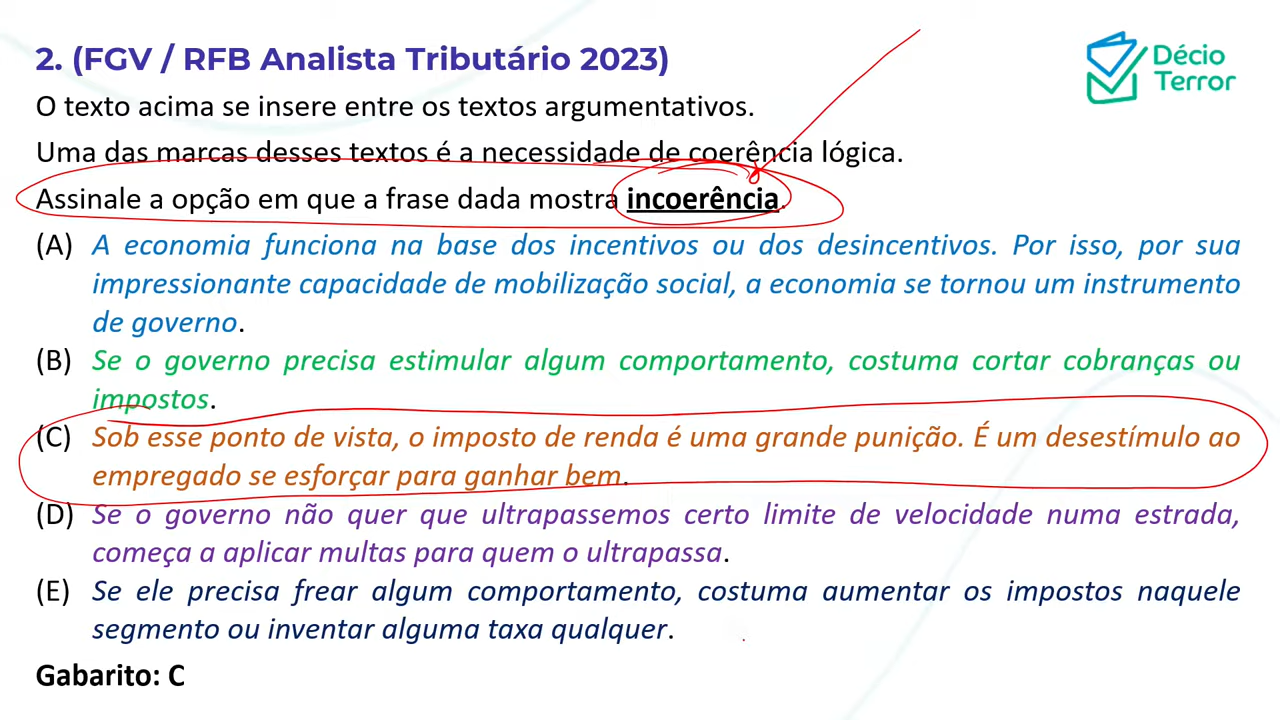 2. (FGV / RFB Analista Tributário 2023)
Décio
Terror
O texto acima se insere entre os textos argumentativos.
Uma das marcas desses textos é a necessidade de coerência lógica.
Assinale a opção em que a frase dada mostra incoerência.
(A) A economia funciona na base dos incentivos ou dos desincentivos. Por isso, por sua
impressionante capacidade de mobilização social, a economia se tornou um instrumento
de governo.
(B) Se o governo precisa estimular algum comportamento, costuma cortar cobranças ou
impostos.
(C) Sob esse ponto de vista, o imposto de renda é uma grande punição. É um desestímulo ao
empregado se esforçar para ganhar bem.
(D) Se o governo não quer que ultrapassemos certo limite de velocidade numa estrada,
começa a aplicar multas para quem o ultrapassa.
(E) Se ele precisa frear algum comportamento, costuma aumentar os impostos naquele
segmento ou inventar alguma taxa qualquer.
Gabarito: C